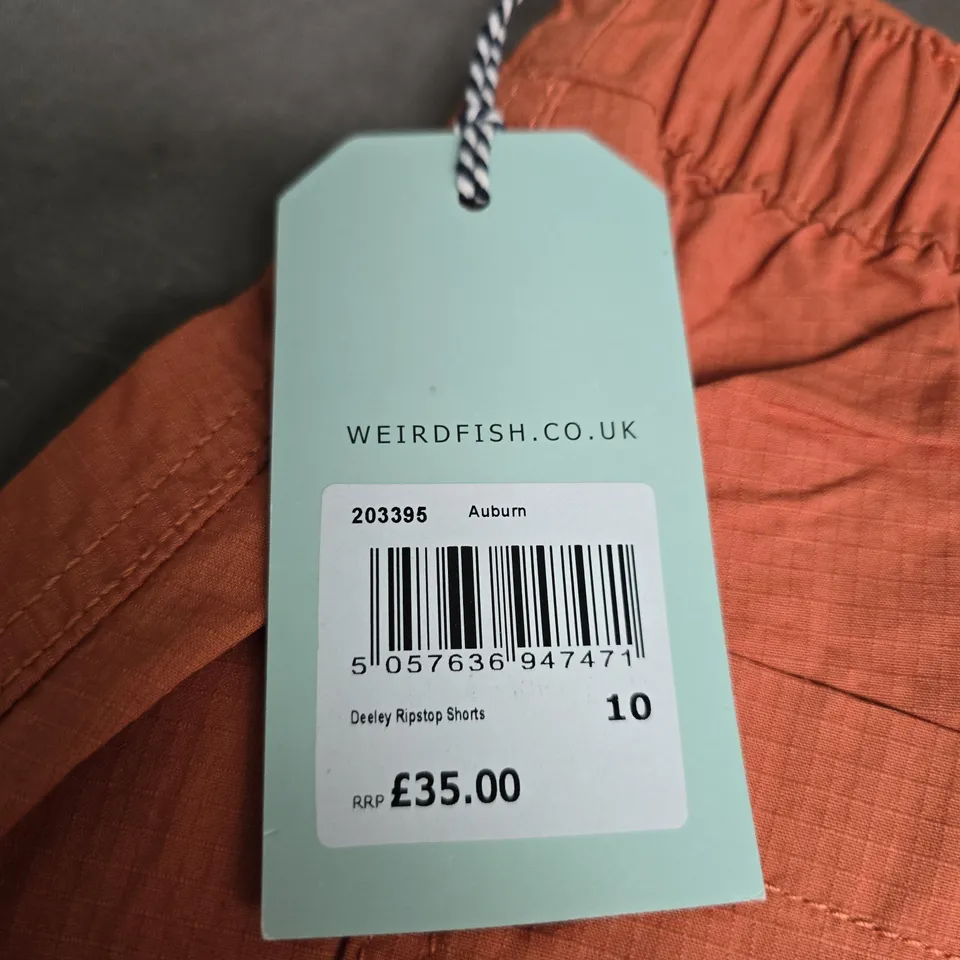 WEIRDFISH.CO.UK
203395 Auburn
5 057636 947471
Deeley Ripstop Shorts 10
RRP £35.00